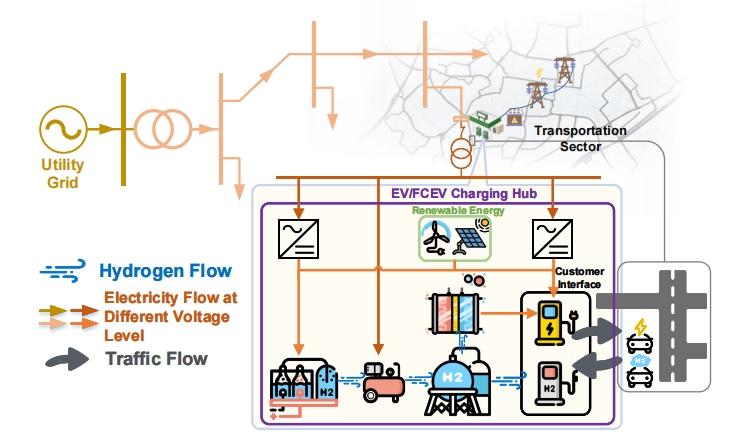 Transportation
Sector
Utility
Grid
EV/FCEV Charging Hub
Renewable Energy
Hydrogen Flow
Customer
Interface
Electricity Flow at
Different Voltage
Level
Traffic Flow
H2
H2
H2
H2